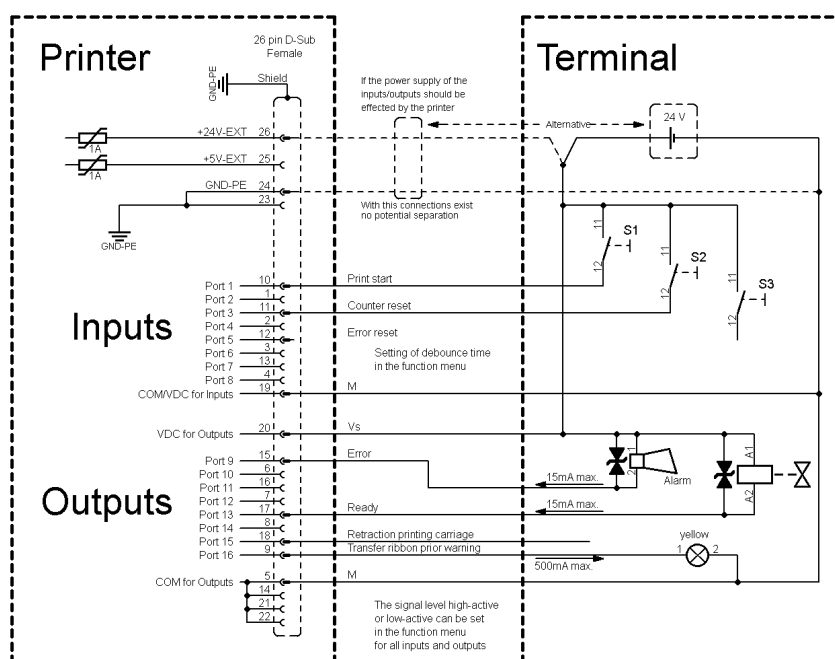 Printer
26 pin D-Sub
Female
Terminal
GND-PE
Shield
If the power supply of the
inputs/outputs should be
effected by the printer
Alternative
24 V
+24V-EXT 26
1A
+5V-EXT 25
1A
GND-PE 24
23
GND-PE
With this connections exist
no potential separation
11
S1
12
11
S2
12
11
S3
12
Inputs
Port 1 10 Print start
Port 2 1
Port 3 11 Counter reset
Port 4 2
Port 5 12 Error reset
Port 6 3
Port 7 13
Port 8 4
COM/VDC for Inputs 19 M
Setting of debounce time
in the function menu
VDC for Outputs 20 Vs
Outputs
Port 9 15 Error
Port 10 6
Port 11 16
Port 12 7
Port 13 17 Ready
Port 14 8
Port 15 18 Retraction printing carriage
Port 16 9 Transfer ribbon prior warning
COM for Outputs 5 M
14
21
22
15mA max.
15mA max.
500mA max.
2
1
Alarm
A1
A2
yellow
1
2
The signal level high-active
or low-active can be set
in the function menu
for all inputs and outputs